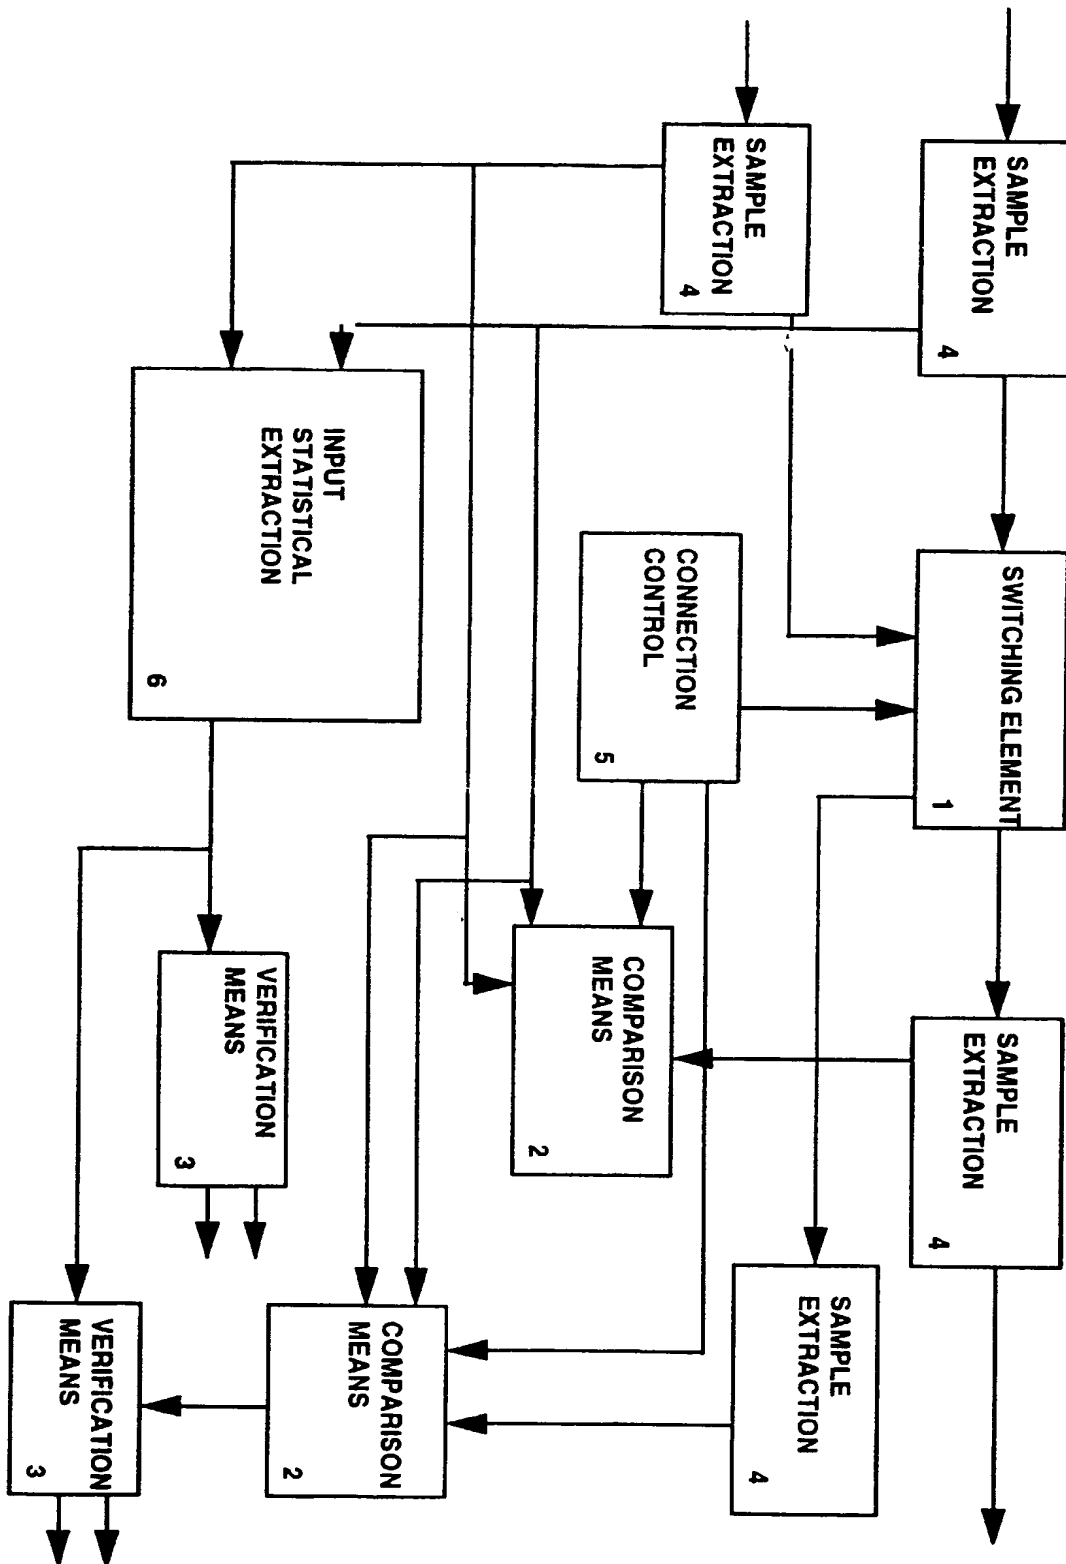 SAMPLE
EXTRACTION
4
SWITCHING ELEMENT
1
SAMPLE
EXTRACTION
4
SAMPLE
EXTRACTION
4
CONNECTION
CONTROL
5
SAMPLE
EXTRACTION
4
COMPARISON
MEANS
2
INPUT
STATISTICAL
EXTRACTION
6
COMPARISON
MEANS
2
VERIFICATION
MEANS
3
VERIFICATION
MEANS
3